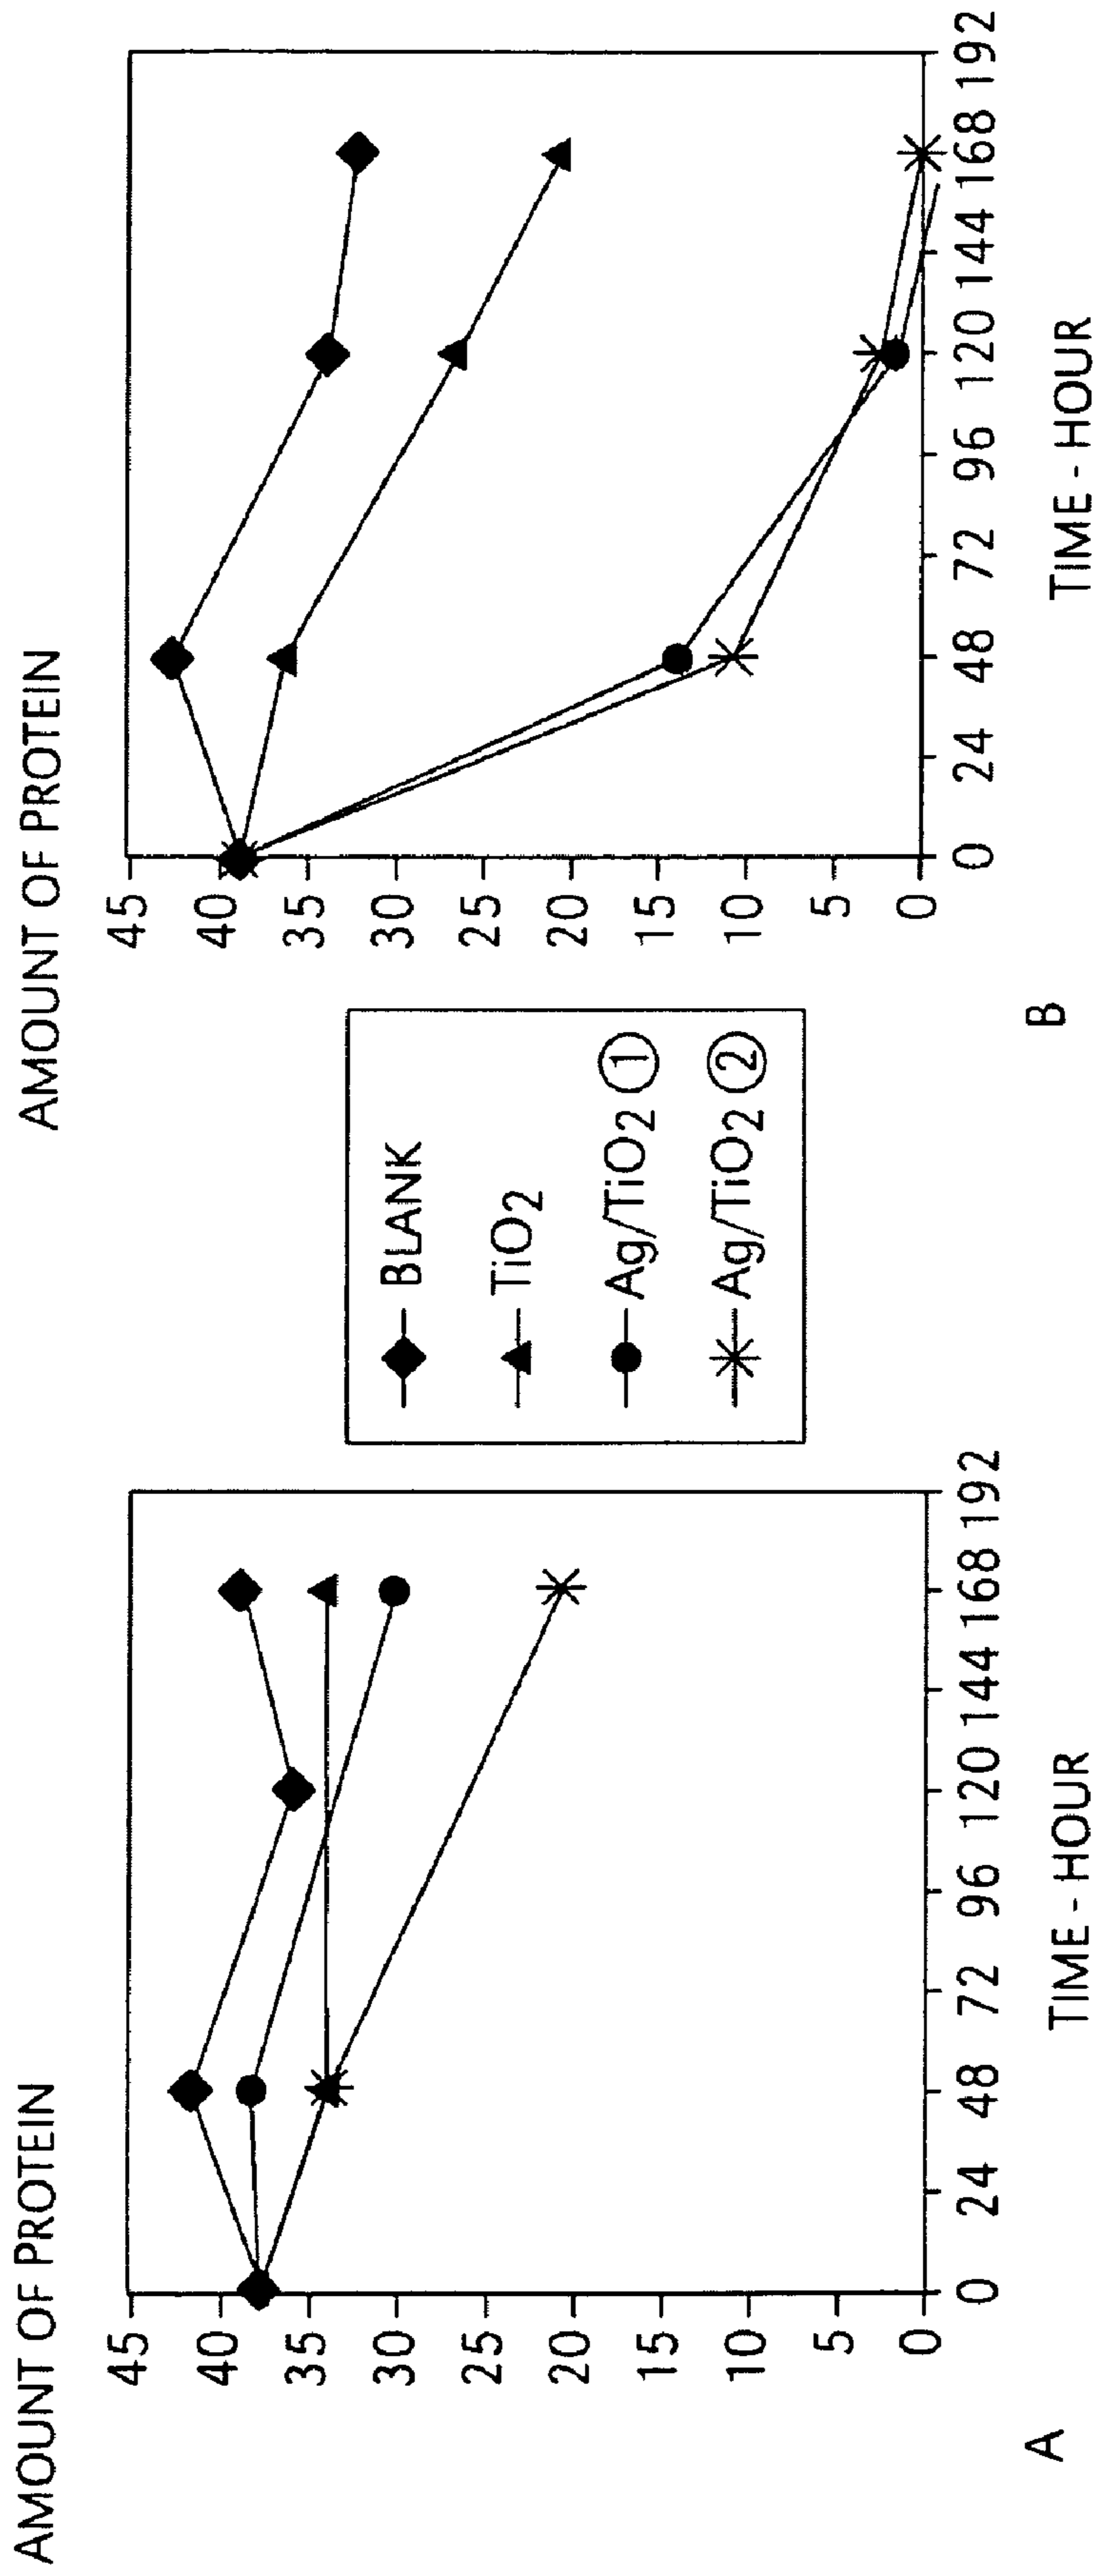 AMOUNT OF PROTEIN
45
40
35
30
25
20
15
10
5
0
0 24 48 72 96 120 144 168 192
TIME - HOUR
A
BLANK
TiO2
Ag/TiO2 ①
Ag/TiO2 ②
AMOUNT OF PROTEIN
45
40
35
30
25
20
15
10
5
0
0 24 48 72 96 120 144 168 192
TIME - HOUR
B